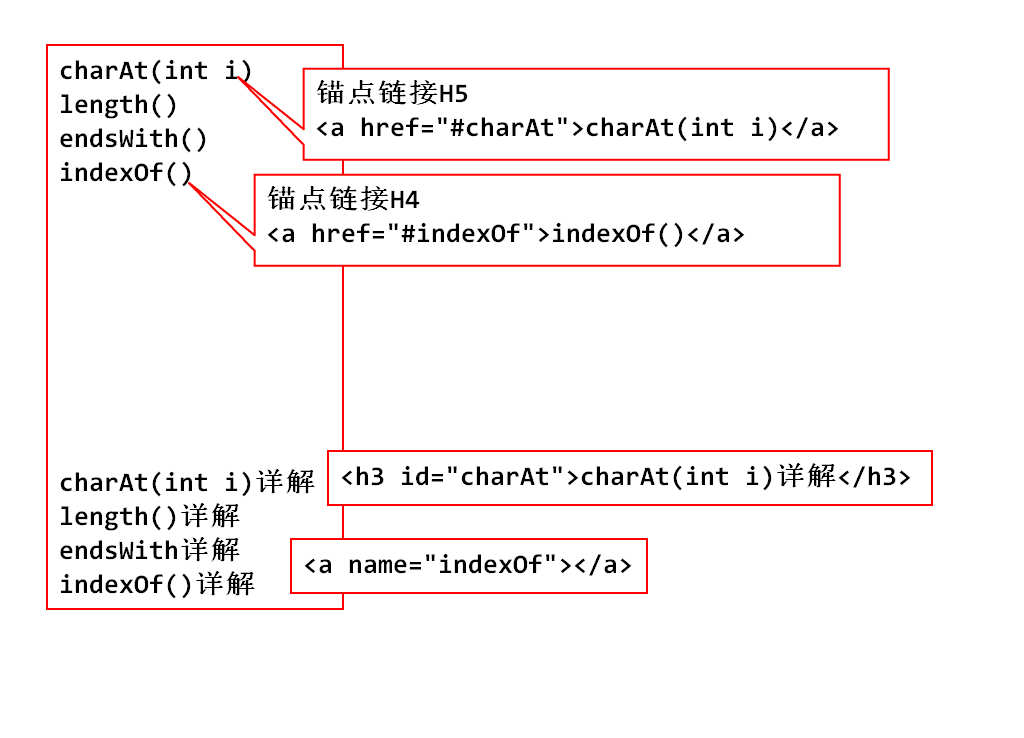 charAt(int i)
length()
endsWith()
indexOf()
锚点链接H5
<a href="#charAt">charAt(int i)</a>
锚点链接H4
<a href="#indexOf">indexOf()</a>
charAt(int i)详解
length()详解
endsWith详解
indexOf()详解
<h3 id="charAt">charAt(int i)详解</h3>
<a name="indexOf"></a>